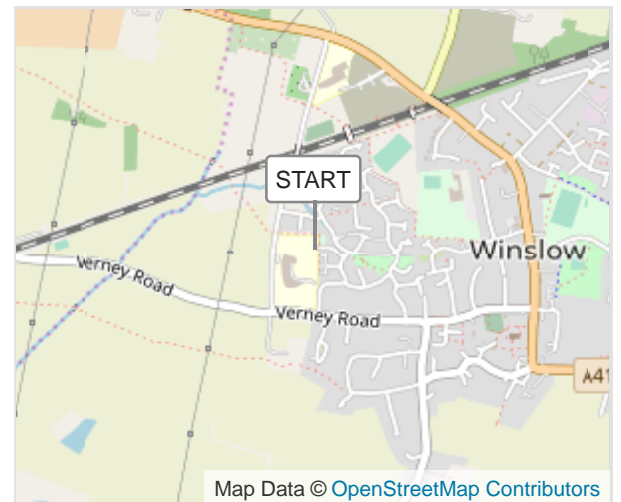 START
Winslow
Verney Road
Verney Road
A41
Map Data © OpenStreetMap Contributors